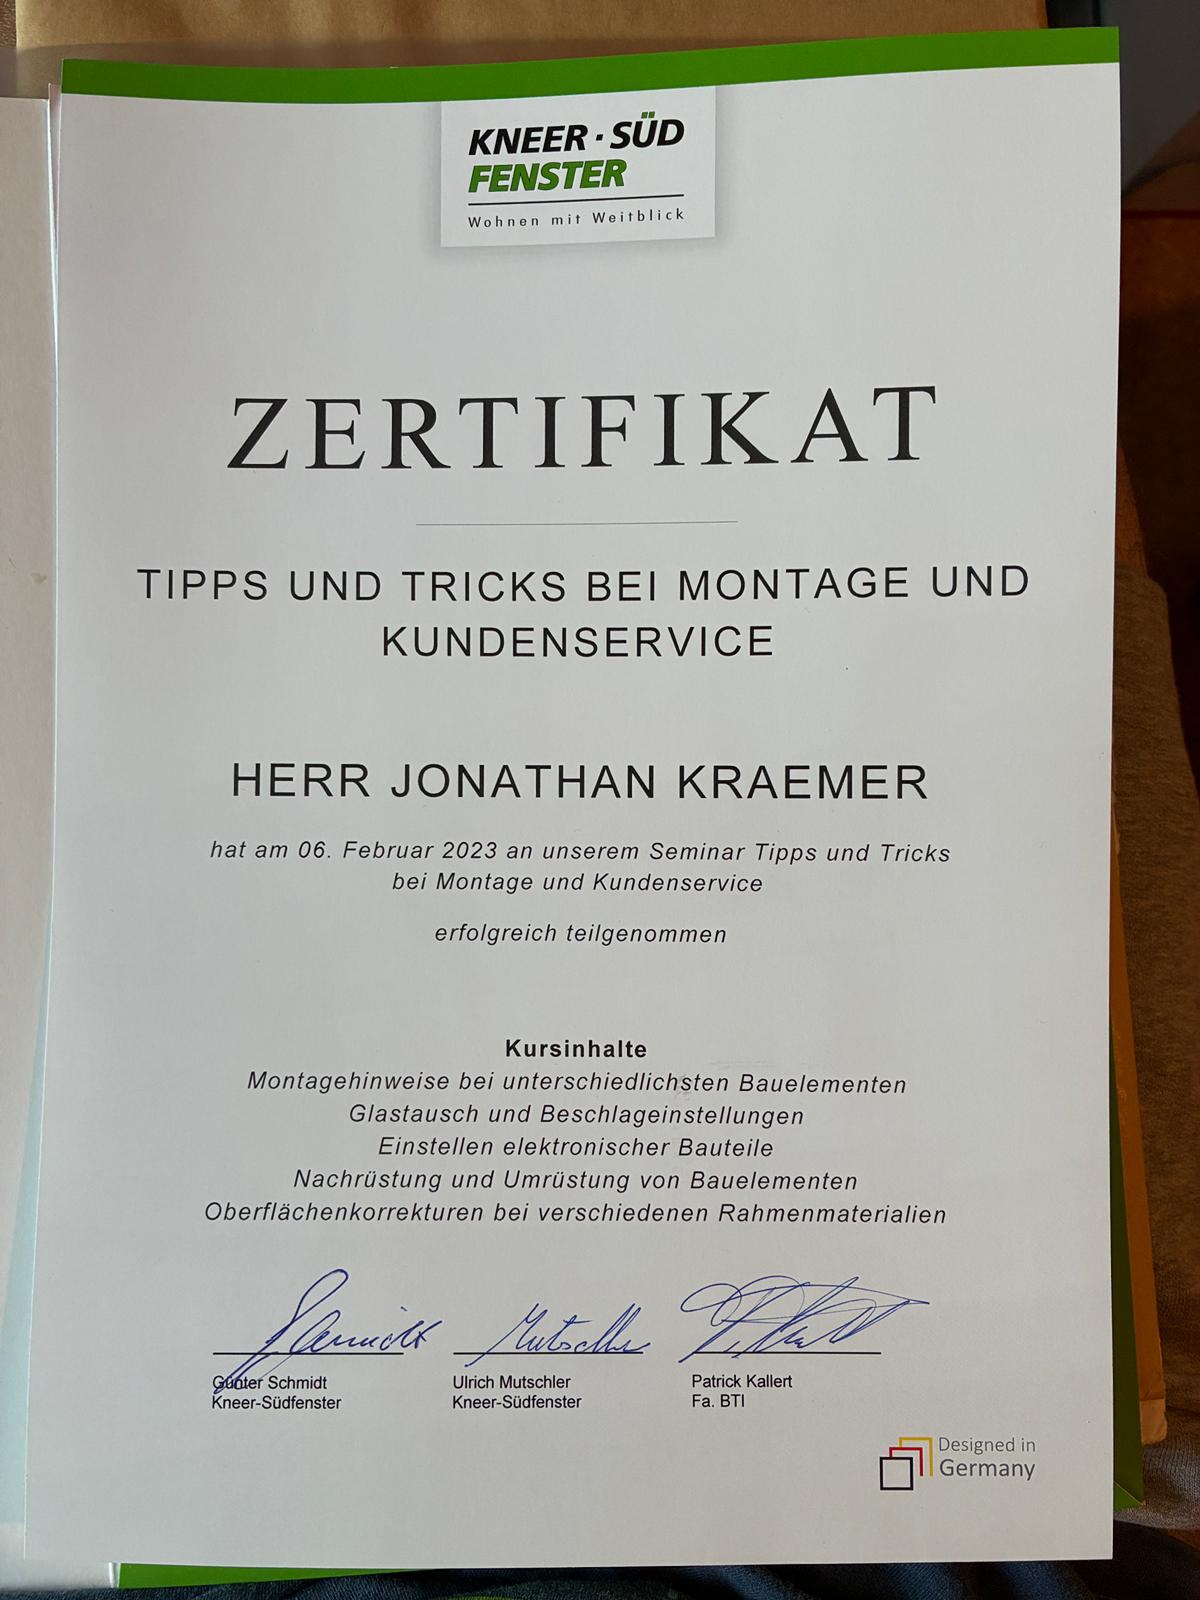 KNEER · SÜD
FENSTER
Wohnen mit Weitblick
ZERTIFIKAT
TIPPS UND TRICKS BEI MONTAGE UND
KUNDENSERVICE
HERR JONATHAN KRAEMER
hat am 06. Februar 2023 an unserem Seminar Tipps und Tricks
bei Montage und Kundenservice
erfolgreich teilgenommen
Kursinhalte
Montagehinweise bei unterschiedlichsten Bauelementen
Glastausch und Beschlageinstellungen
Einstellen elektronischer Bauteile
Nachrüstung und Umrüstung von Bauelementen
Oberflächenkorrekturen bei verschiedenen Rahmenmaterialien
Günter Schmidt
Kneer-Südfenster
Ulrich Mutschler
Kneer-Südfenster
Patrick Kallert
Fa. BTI
Designed in
Germany